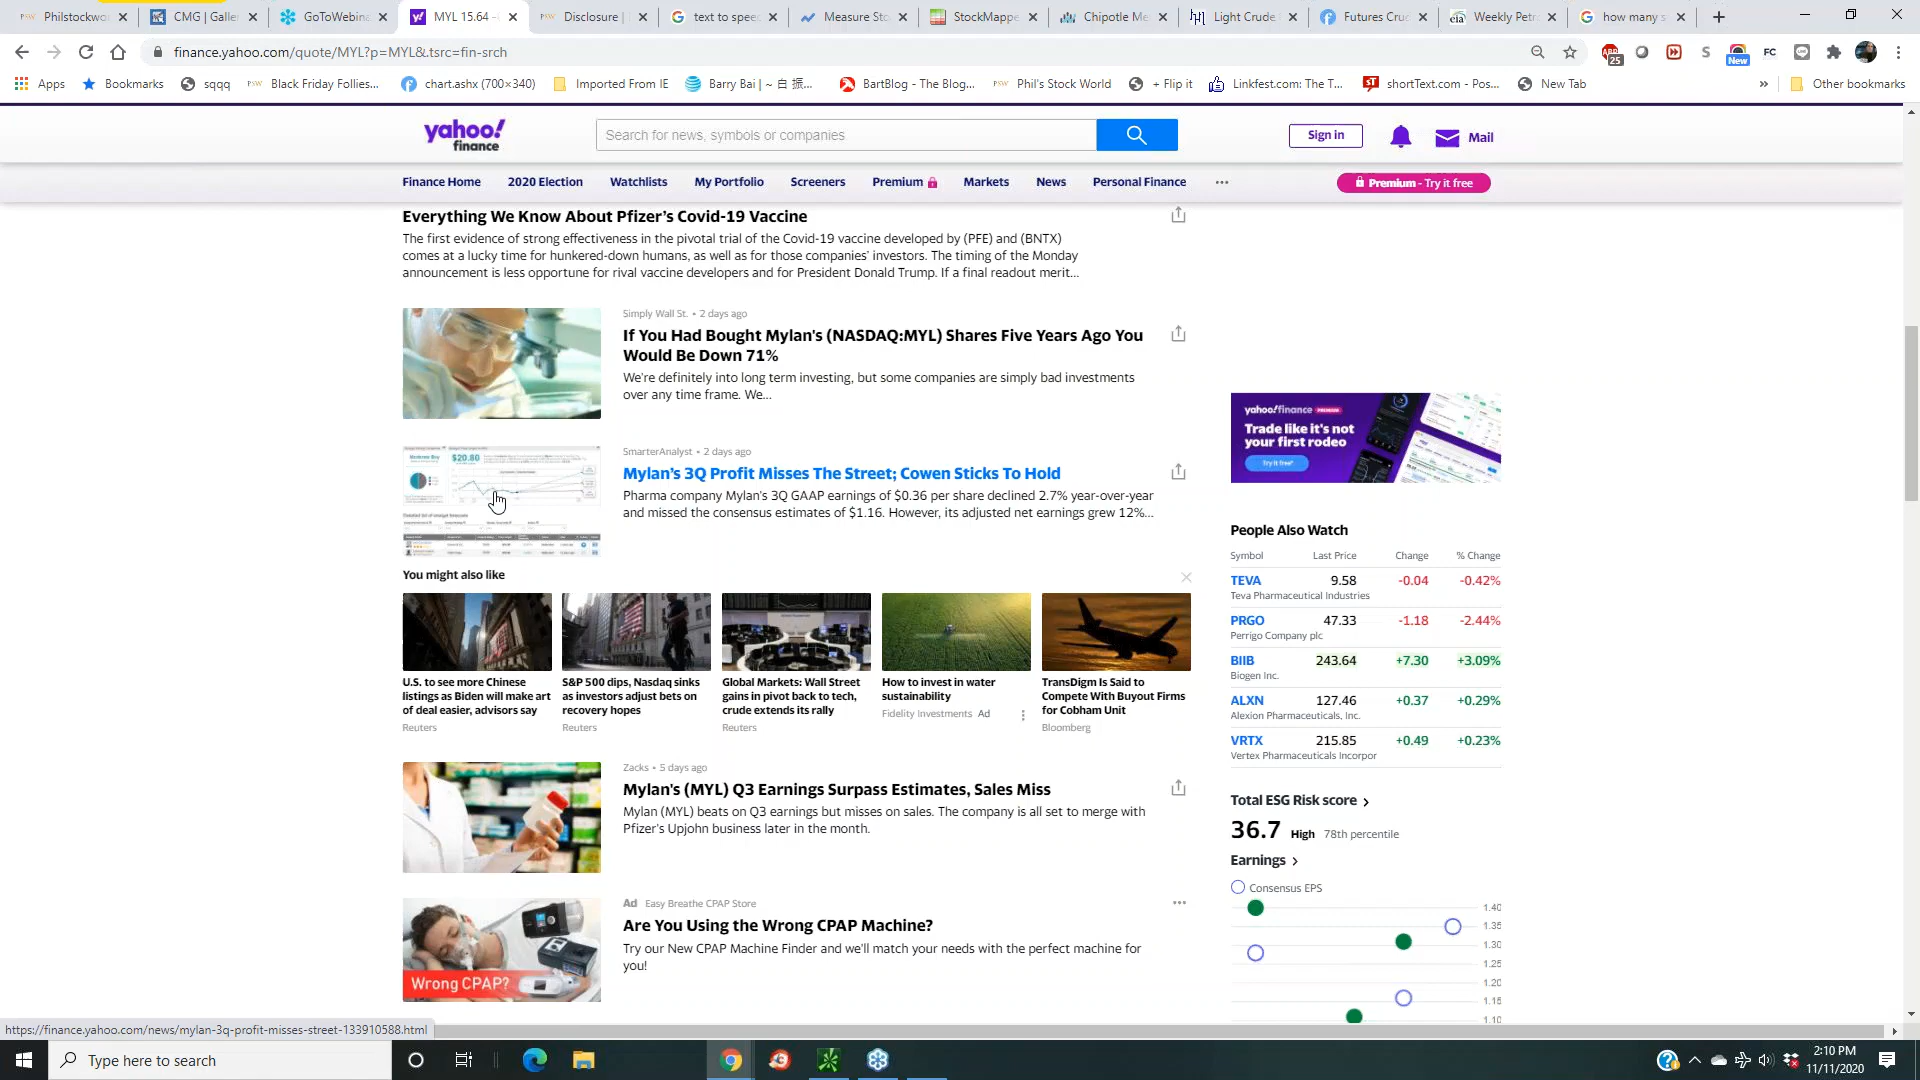 Philstockwo
CMG | Galle
GoToWebina
MYL 15.64
Disclosure |
text to spee
Measure Sto
StockMappe
Chipotle Me
Light Crude
Futures Cru
Weekly Petr
how many s
finance.yahoo.com/quote/MYL?p=MYL&.tsrc=fin-srch
25
New
FC
Apps
Bookmarks
sqqq
Black Friday Follies...
chart.ashx (700×340)
Imported From IE
Barry Bai | ~ 白 振...
BartBlog - The Blog...
Phil's Stock World
+ Flip it
Linkfest.com: The T...
shortText.com - Pos...
New Tab
Other bookmarks
yahoo!
finance
Search for news, symbols or companies
Sign in
Mail
Finance Home
2020 Election
Watchlists
My Portfolio
Screeners
Premium
Markets
News
Personal Finance
Premium - Try it free
Everything We Know About Pfizer's Covid-19 Vaccine
The first evidence of strong effectiveness in the pivotal trial of the Covid-19 vaccine developed by (PFE) and (BNTX)
comes at a lucky time for hunkered-down humans, as well as for those companies' investors. The timing of the Monday
announcement is less opportune for rival vaccine developers and for President Donald Trump. If a final readout merit...
Simply Wall St. • 2 days ago
If You Had Bought Mylan's (NASDAQ:MYL) Shares Five Years Ago You
Would Be Down 71%
We're definitely into long term investing, but some companies are simply bad investments
over any time frame. We...
$20.80
SmarterAnalyst • 2 days ago
Mylan's 3Q Profit Misses The Street; Cowen Sticks To Hold
Pharma company Mylan's 3Q GAAP earnings of $0.36 per share declined 2.7% year-over-year
and missed the consensus estimates of $1.16. However, its adjusted net earnings grew 12%...
You might also like
U.S. to see more Chinese
listings as Biden will make art
of deal easier, advisors say
Reuters
S&P 500 dips, Nasdaq sinks
as investors adjust bets on
recovery hopes
Reuters
Global Markets: Wall Street
gains in pivot back to tech,
crude extends its rally
Reuters
How to invest in water
sustainability
Fidelity Investments Ad
TransDigm Is Said to
Compete With Buyout Firms
for Cobham Unit
Bloomberg
Zacks • 5 days ago
Mylan's (MYL) Q3 Earnings Surpass Estimates, Sales Miss
Mylan (MYL) beats on Q3 earnings but misses on sales. The company is all set to merge with
Pfizer's Upjohn business later in the month.
Wrong CPAP?
Ad Easy Breathe CPAP Store
Are You Using the Wrong CPAP Machine?
Try our New CPAP Machine Finder and we'll match your needs with the perfect machine for
you!
yahoo!finance PREMIUM
Trade like it's not
your first rodeo
Try it free*
People Also Watch
Symbol Last Price Change % Change
TEVA 9.58 -0.04 -0.42%
Teva Pharmaceutical Industries
PRGO 47.33 -1.18 -2.44%
Perrigo Company plc
BIIB 243.64 +7.30 +3.09%
Biogen Inc.
ALXN 127.46 +0.37 +0.29%
Alexion Pharmaceuticals, Inc.
VRTX 215.85 +0.49 +0.23%
Vertex Pharmaceuticals Incorpor
Total ESG Risk score
36.7 High 78th percentile
Earnings
Consensus EPS
1.40
1.35
1.30
1.25
1.20
1.15
1.10
https://finance.yahoo.com/news/mylan-3q-profit-misses-street-133910588.html
Type here to search
2:10 PM
11/11/2020